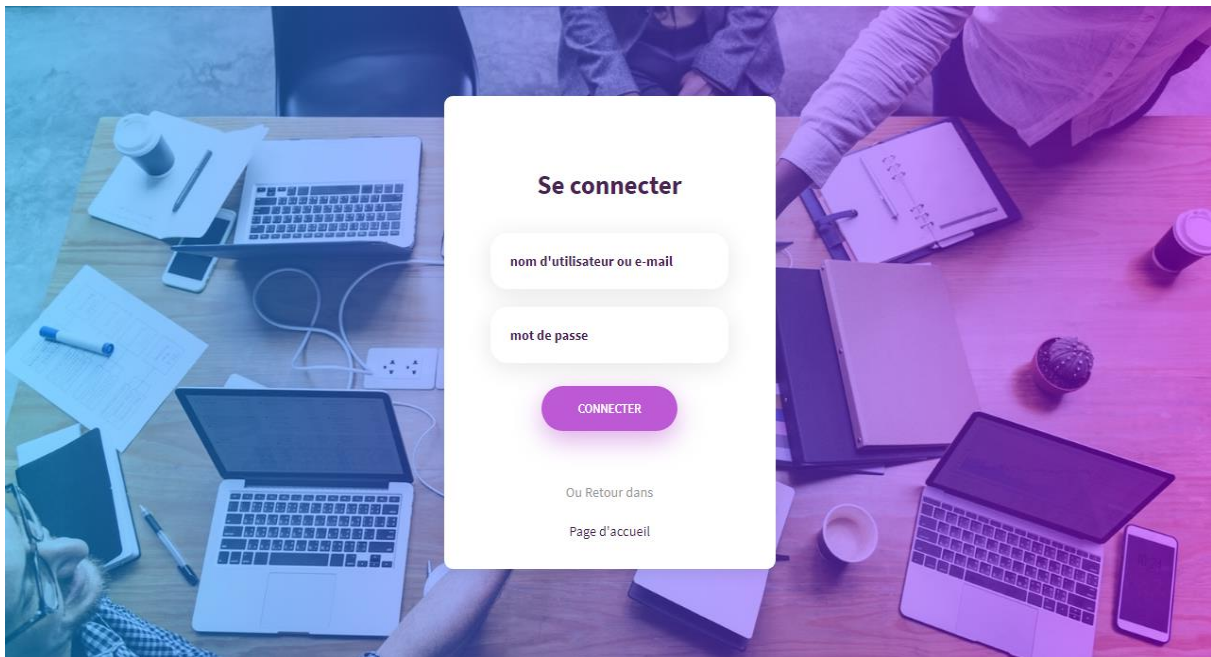 Se connecter
nom d'utilisateur ou e-mail
mot de passe
CONNECTER
Ou Retour dans
Page d'accueil